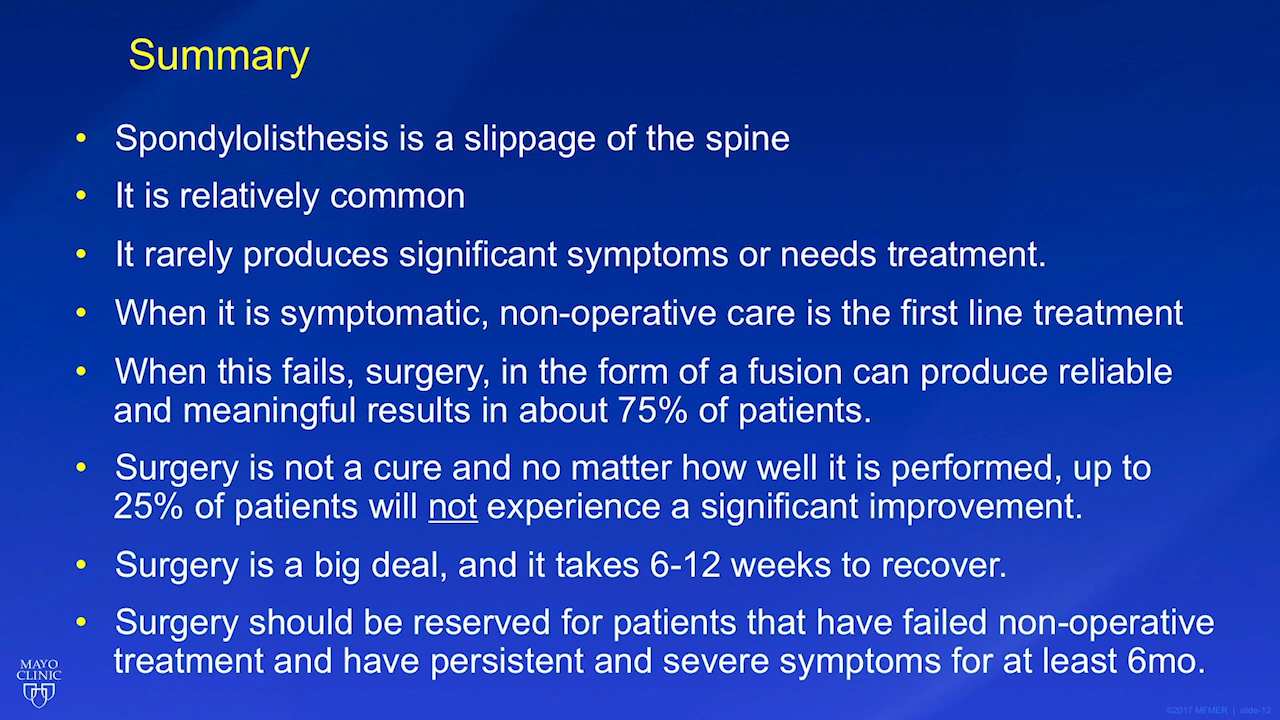 Summary
• Spondylolisthesis is a slippage of the spine
• It is relatively common
• It rarely produces significant symptoms or needs treatment.
• When it is symptomatic, non-operative care is the first line treatment
• When this fails, surgery, in the form of a fusion can produce reliable
and meaningful results in about 75% of patients.
• Surgery is not a cure and no matter how well it is performed, up to
25% of patients will not experience a significant improvement.
• Surgery is a big deal, and it takes 6-12 weeks to recover.
• Surgery should be reserved for patients that have failed non-operative
treatment and have persistent and severe symptoms for at least 6mo.
MAYO
CLINIC
©2017 MFMER | slide-12